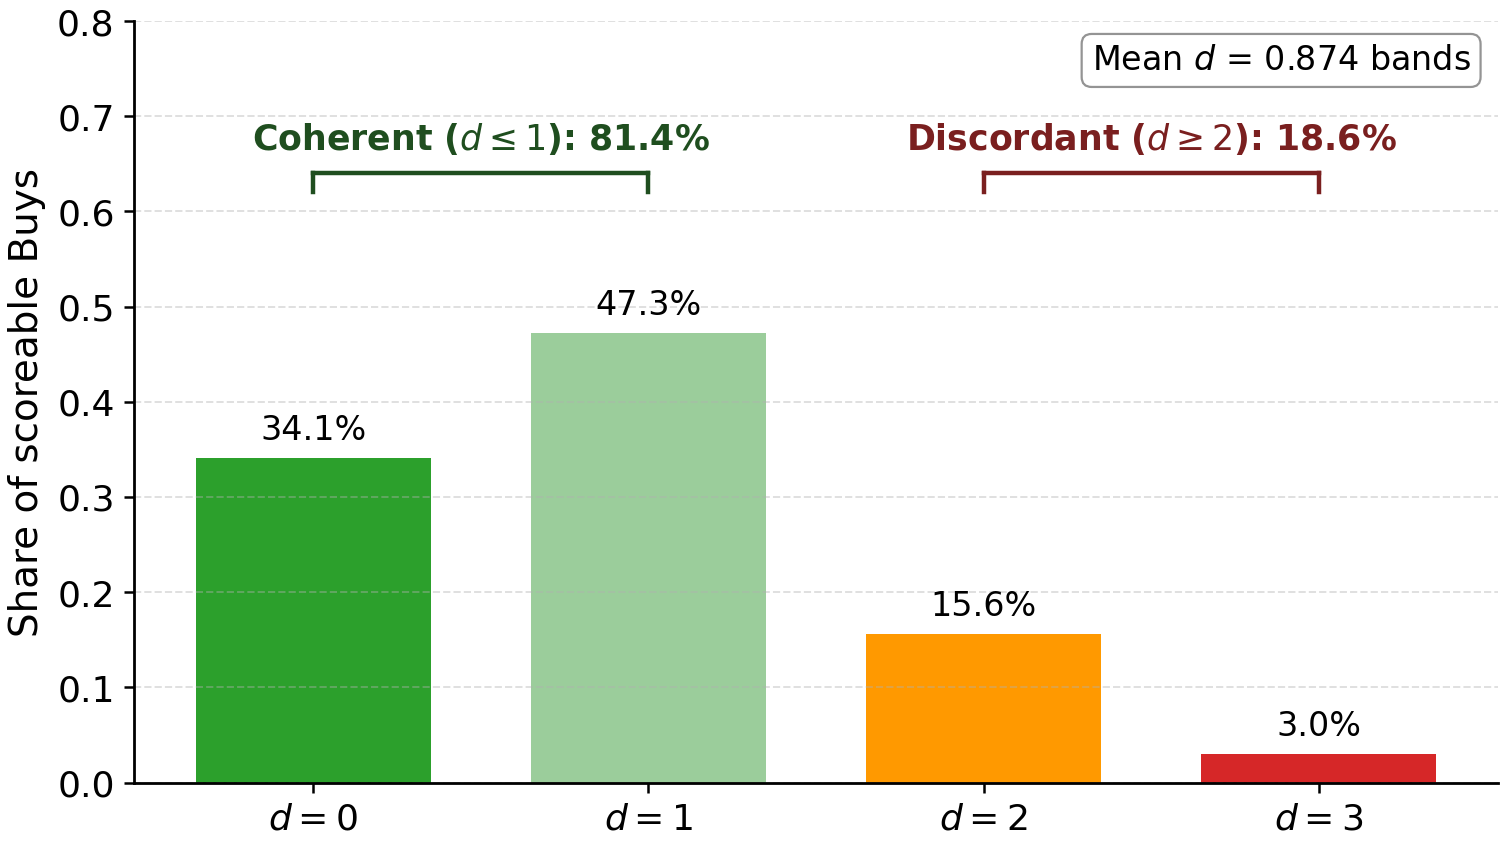 Mean d = 0.874 bands
Coherent (d ≤ 1): 81.4%
Discordant (d ≥ 2): 18.6%
Share of scoreable Buys
0.8
0.7
0.6
0.5
0.4
0.3
0.2
0.1
0.0
34.1%
47.3%
15.6%
3.0%
d = 0
d = 1
d = 2
d = 3